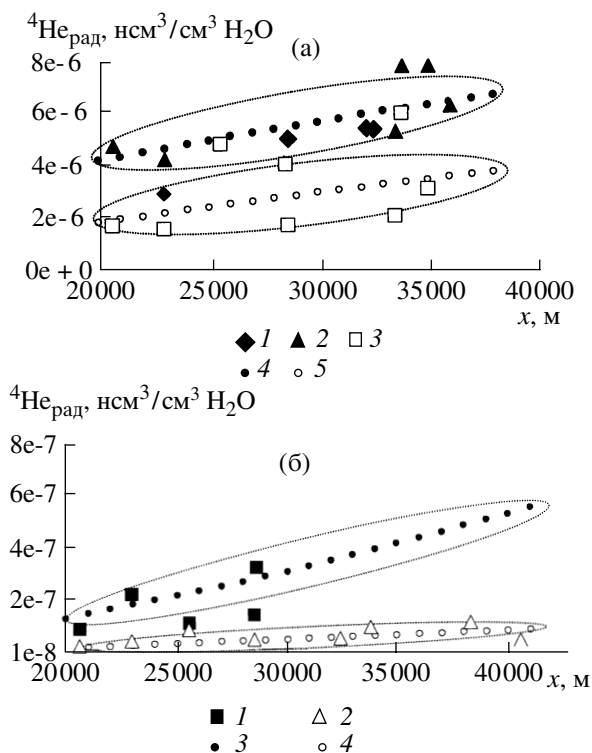 ⁴Heрад, нсм³/см³ H₂O
(а)
8e-6
6e-6
4e-6
2e-6
0e + 0
20000 25000 30000 35000 40000
x, м
1 2 3
4 5
⁴Heрад, нсм³/см³ H₂O
8e-7
(б)
6e-7
4e-7
2e-7
1e-8
20000 25000 30000 35000 40000 x, м
1 2
3 4